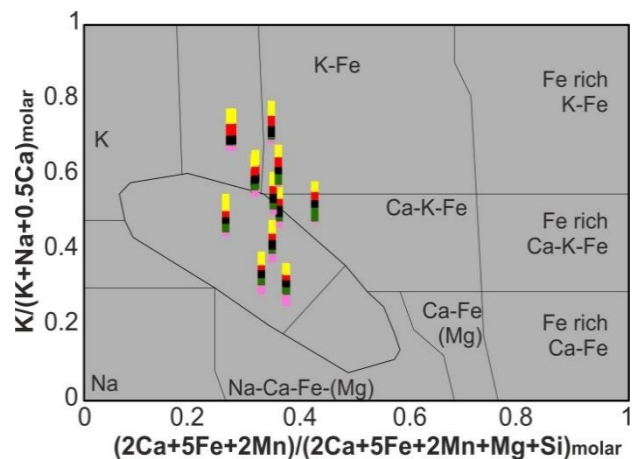 1
K-Fe
Fe rich
K-Fe
0.8
K
0.6
Ca-K-Fe
Fe rich
Ca-K-Fe
0.4
Ca-Fe
(Mg)
Fe rich
Ca-Fe
0.2
Na
Na-Ca-Fe-(Mg)
0
K/(K+Na+0.5Ca)molar
0 0.2 0.4 0.6 0.8 1
(2Ca+5Fe+2Mn)/(2Ca+5Fe+2Mn+Mg+Si)molar